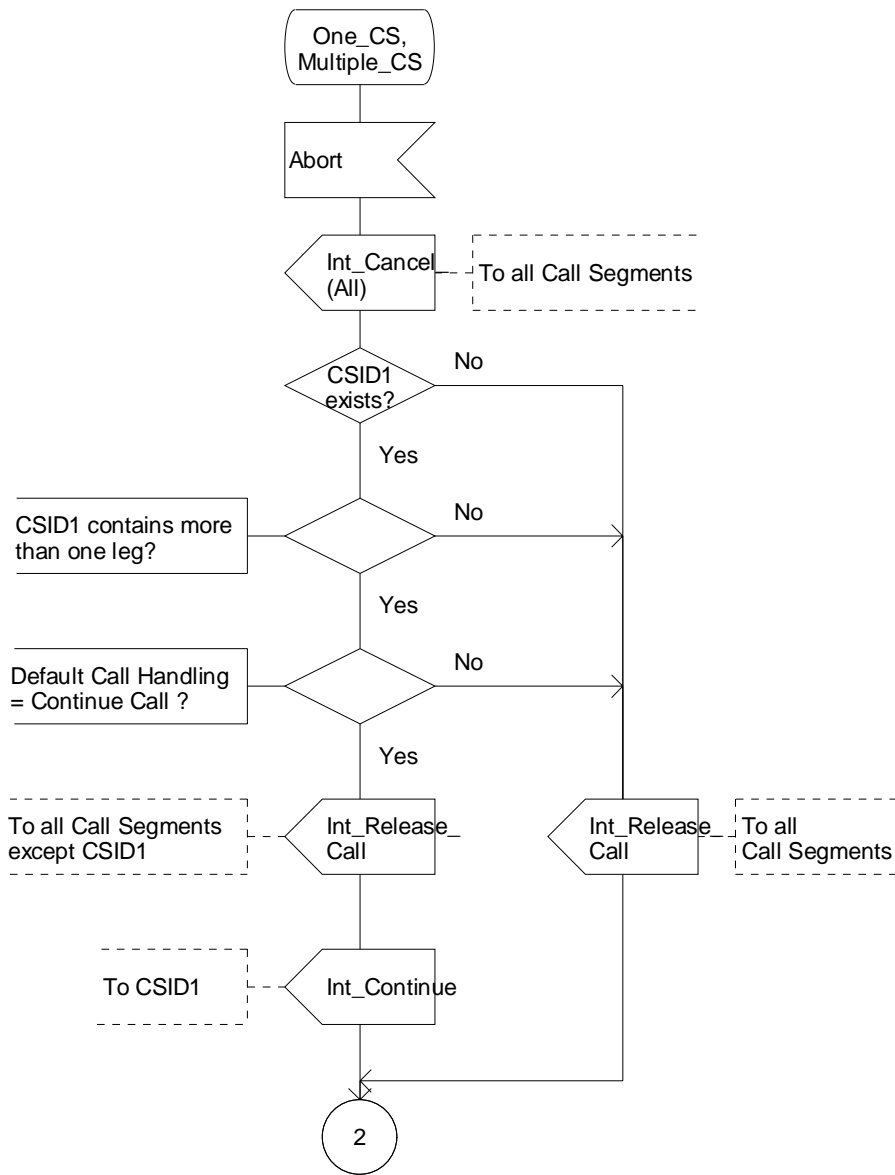 One_CS,
Multiple_CS
Abort
Int_Cancel_
(All)
To all Call Segments
CSID1
exists?
No
Yes
CSID1 contains more
than one leg?
No
Yes
Default Call Handling
= Continue Call ?
No
Yes
To all Call Segments
except CSID1
Int_Release_
Call
Int_Release_
Call
To all
Call Segments
To CSID1
Int_Continue
2